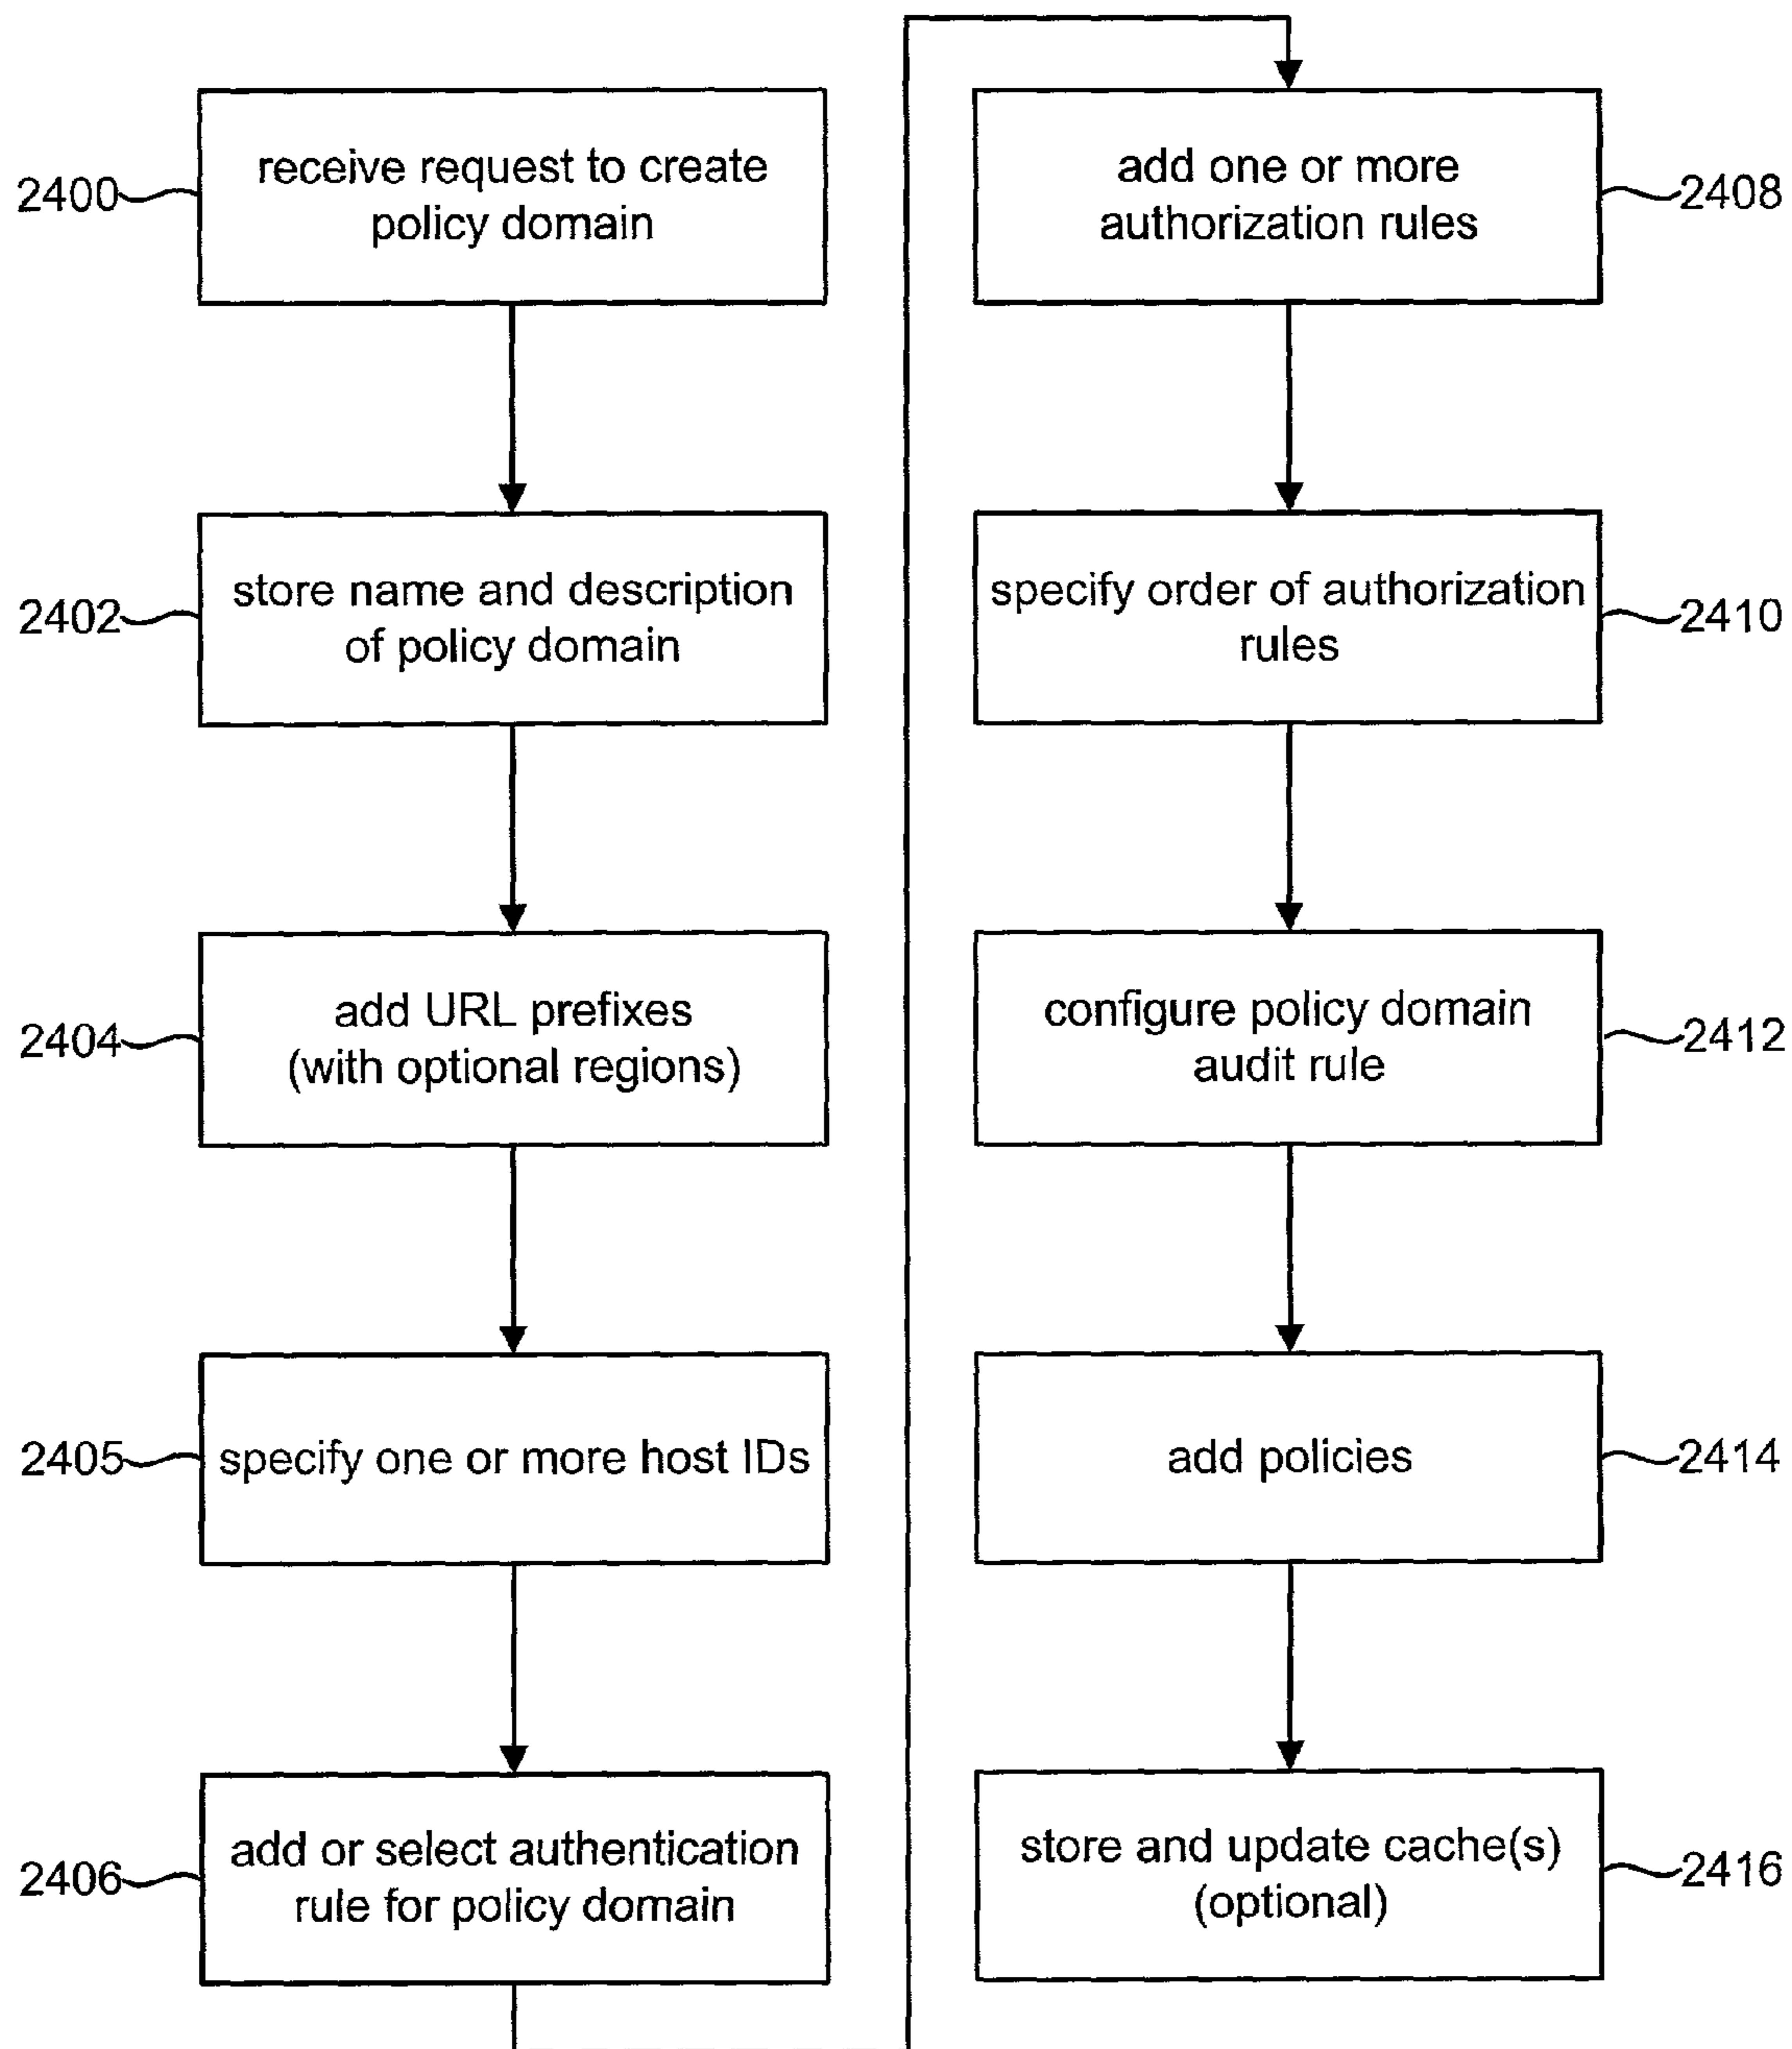 2400
receive request to create
policy domain
2402
store name and description
of policy domain
2404
add URL prefixes
(with optional regions)
2405
specify one or more host IDs
2406
add or select authentication
rule for policy domain
add one or more
authorization rules
2408
specify order of authorization
rules
2410
configure policy domain
audit rule
2412
add policies
2414
store and update cache(s)
(optional)
2416